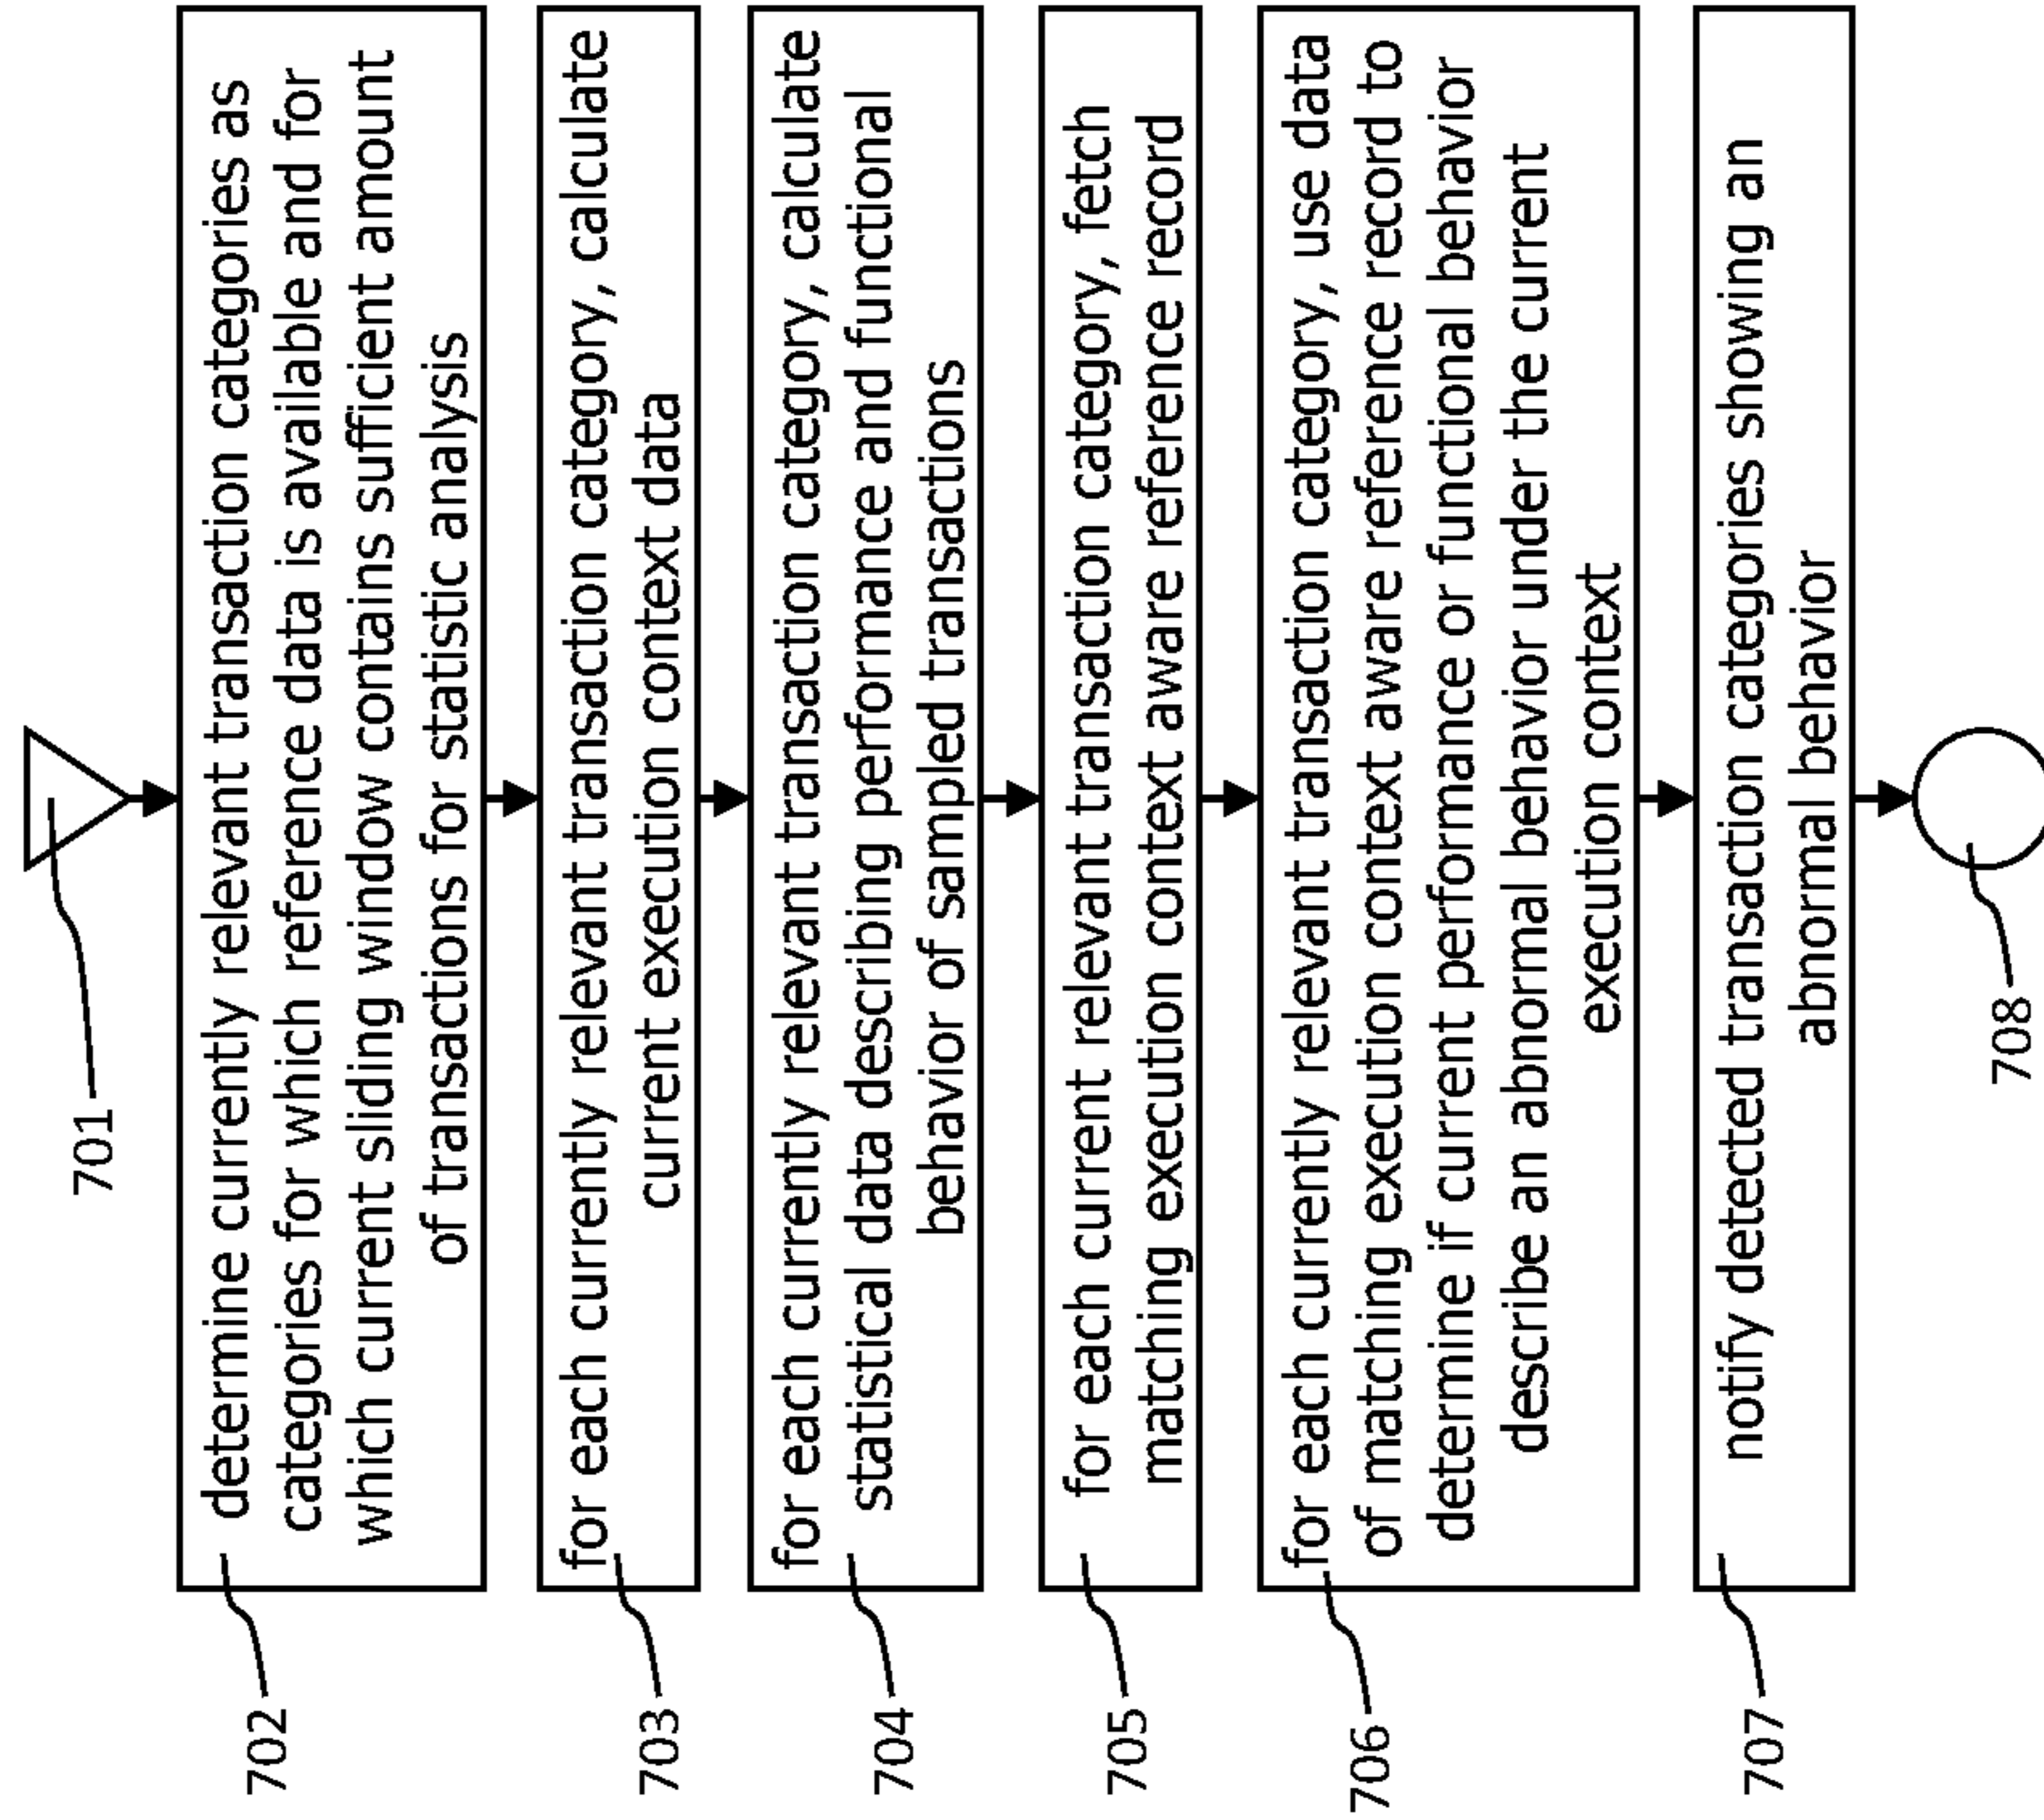 701
702
determine currently relevant transaction categories as
categories for which reference data is available and for
which current sliding window contains sufficient amount
of transactions for statistic analysis
703
for each currently relevant transaction category, calculate
current execution context data
704
for each currently relevant transaction category, calculate
statistical data describing performance and functional
behavior of sampled transactions
705
for each current relevant transaction category, fetch
matching execution context aware reference record
706
for each currently relevant transaction category, use data
of matching execution context aware reference record to
determine if current performance or functional behavior
describe an abnormal behavior under the current
execution context
707
notify detected transaction categories showing an
abnormal behavior
708